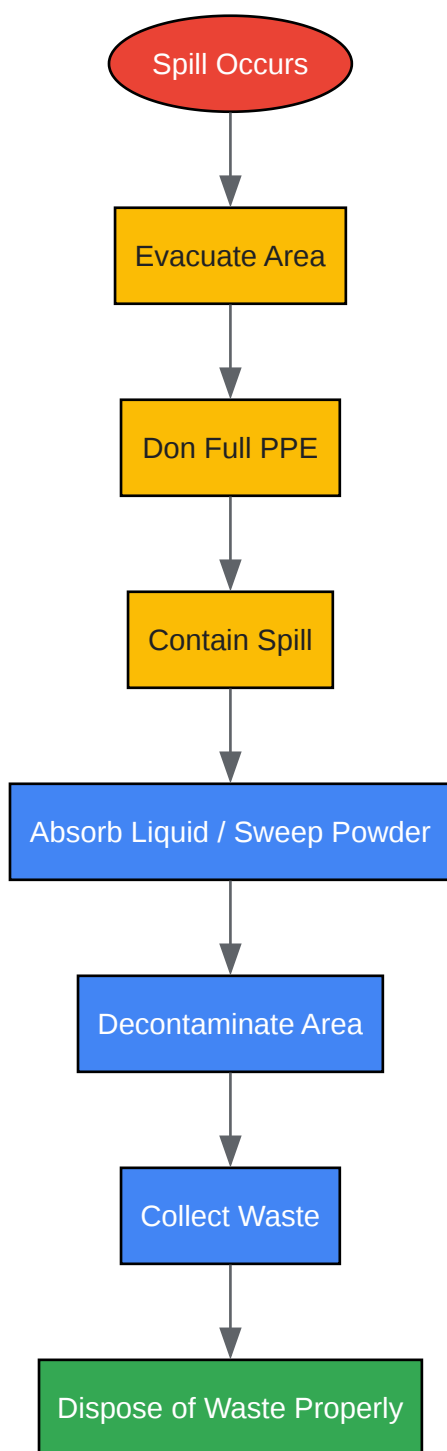 Spill Occurs
Evacuate Area
Don Full PPE
Contain Spill
Absorb Liquid / Sweep Powder
Decontaminate Area
Collect Waste
Dispose of Waste Properly